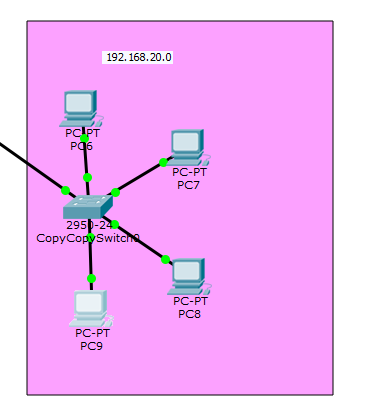 192.168.20.0
PC-PT
PC6
PC-PT
PC7
2950-24
CopyCopySwitch0
PC-PT
PC8
PC-PT
PC9